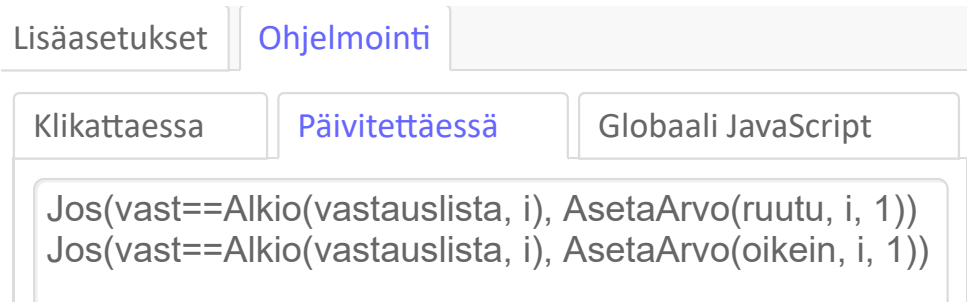 Lisäasetukset Ohjelmointi
Klikattaessa Päivitettäessä Globaali JavaScript
Jos(vast==Alkio(vastauslista, i), AsetaArvo(ruutu, i, 1))
Jos(vast==Alkio(vastauslista, i), AsetaArvo(oikein, i, 1))